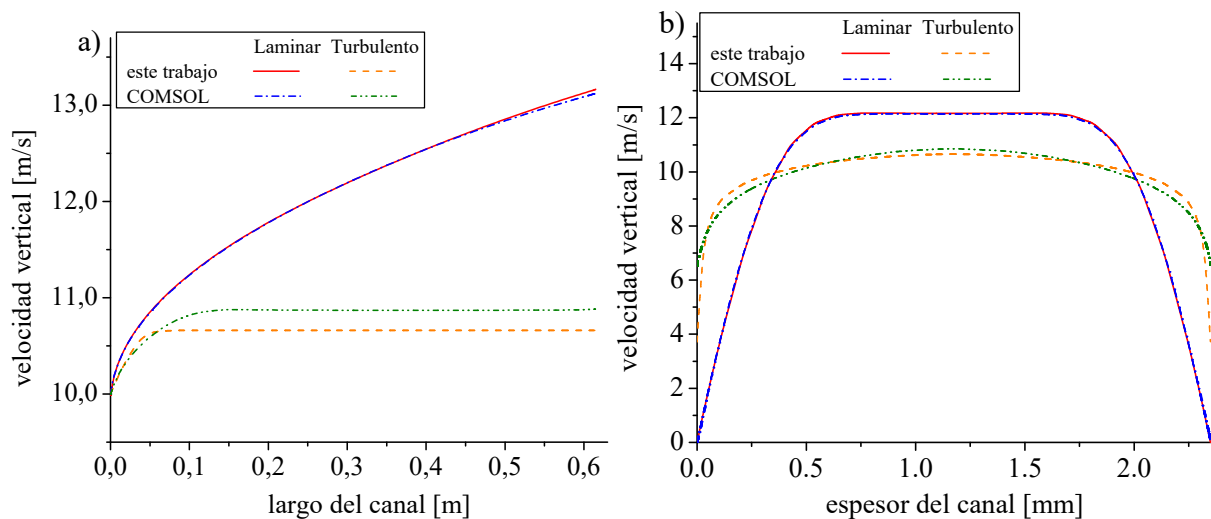 a)
Laminar Turbulento
este trabajo
COMSOL
velocidad vertical [m/s]
13,0
12,0
11,0
10,0
0,0 0,1 0,2 0,3 0,4 0,5 0,6
largo del canal [m]
b)
Laminar Turbulento
este trabajo
COMSOL
velocidad vertical [m/s]
14
12
10
8
6
4
2
0
0.0 0.5 1.0 1.5 2.0
espesor del canal [mm]